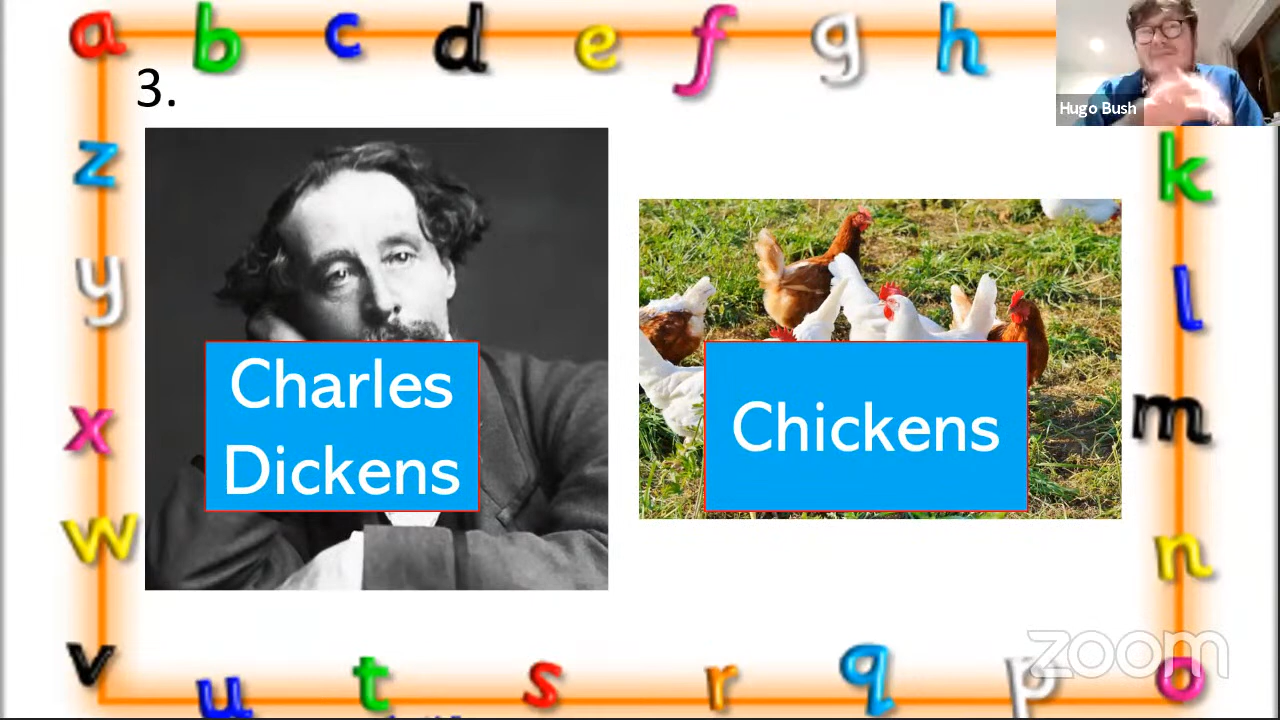 a b c d e f g h
3.
Hugo Bush
z
k
y
l
Charles
Dickens
Chickens
x
m
w
n
v
u t s r q p o
zoom